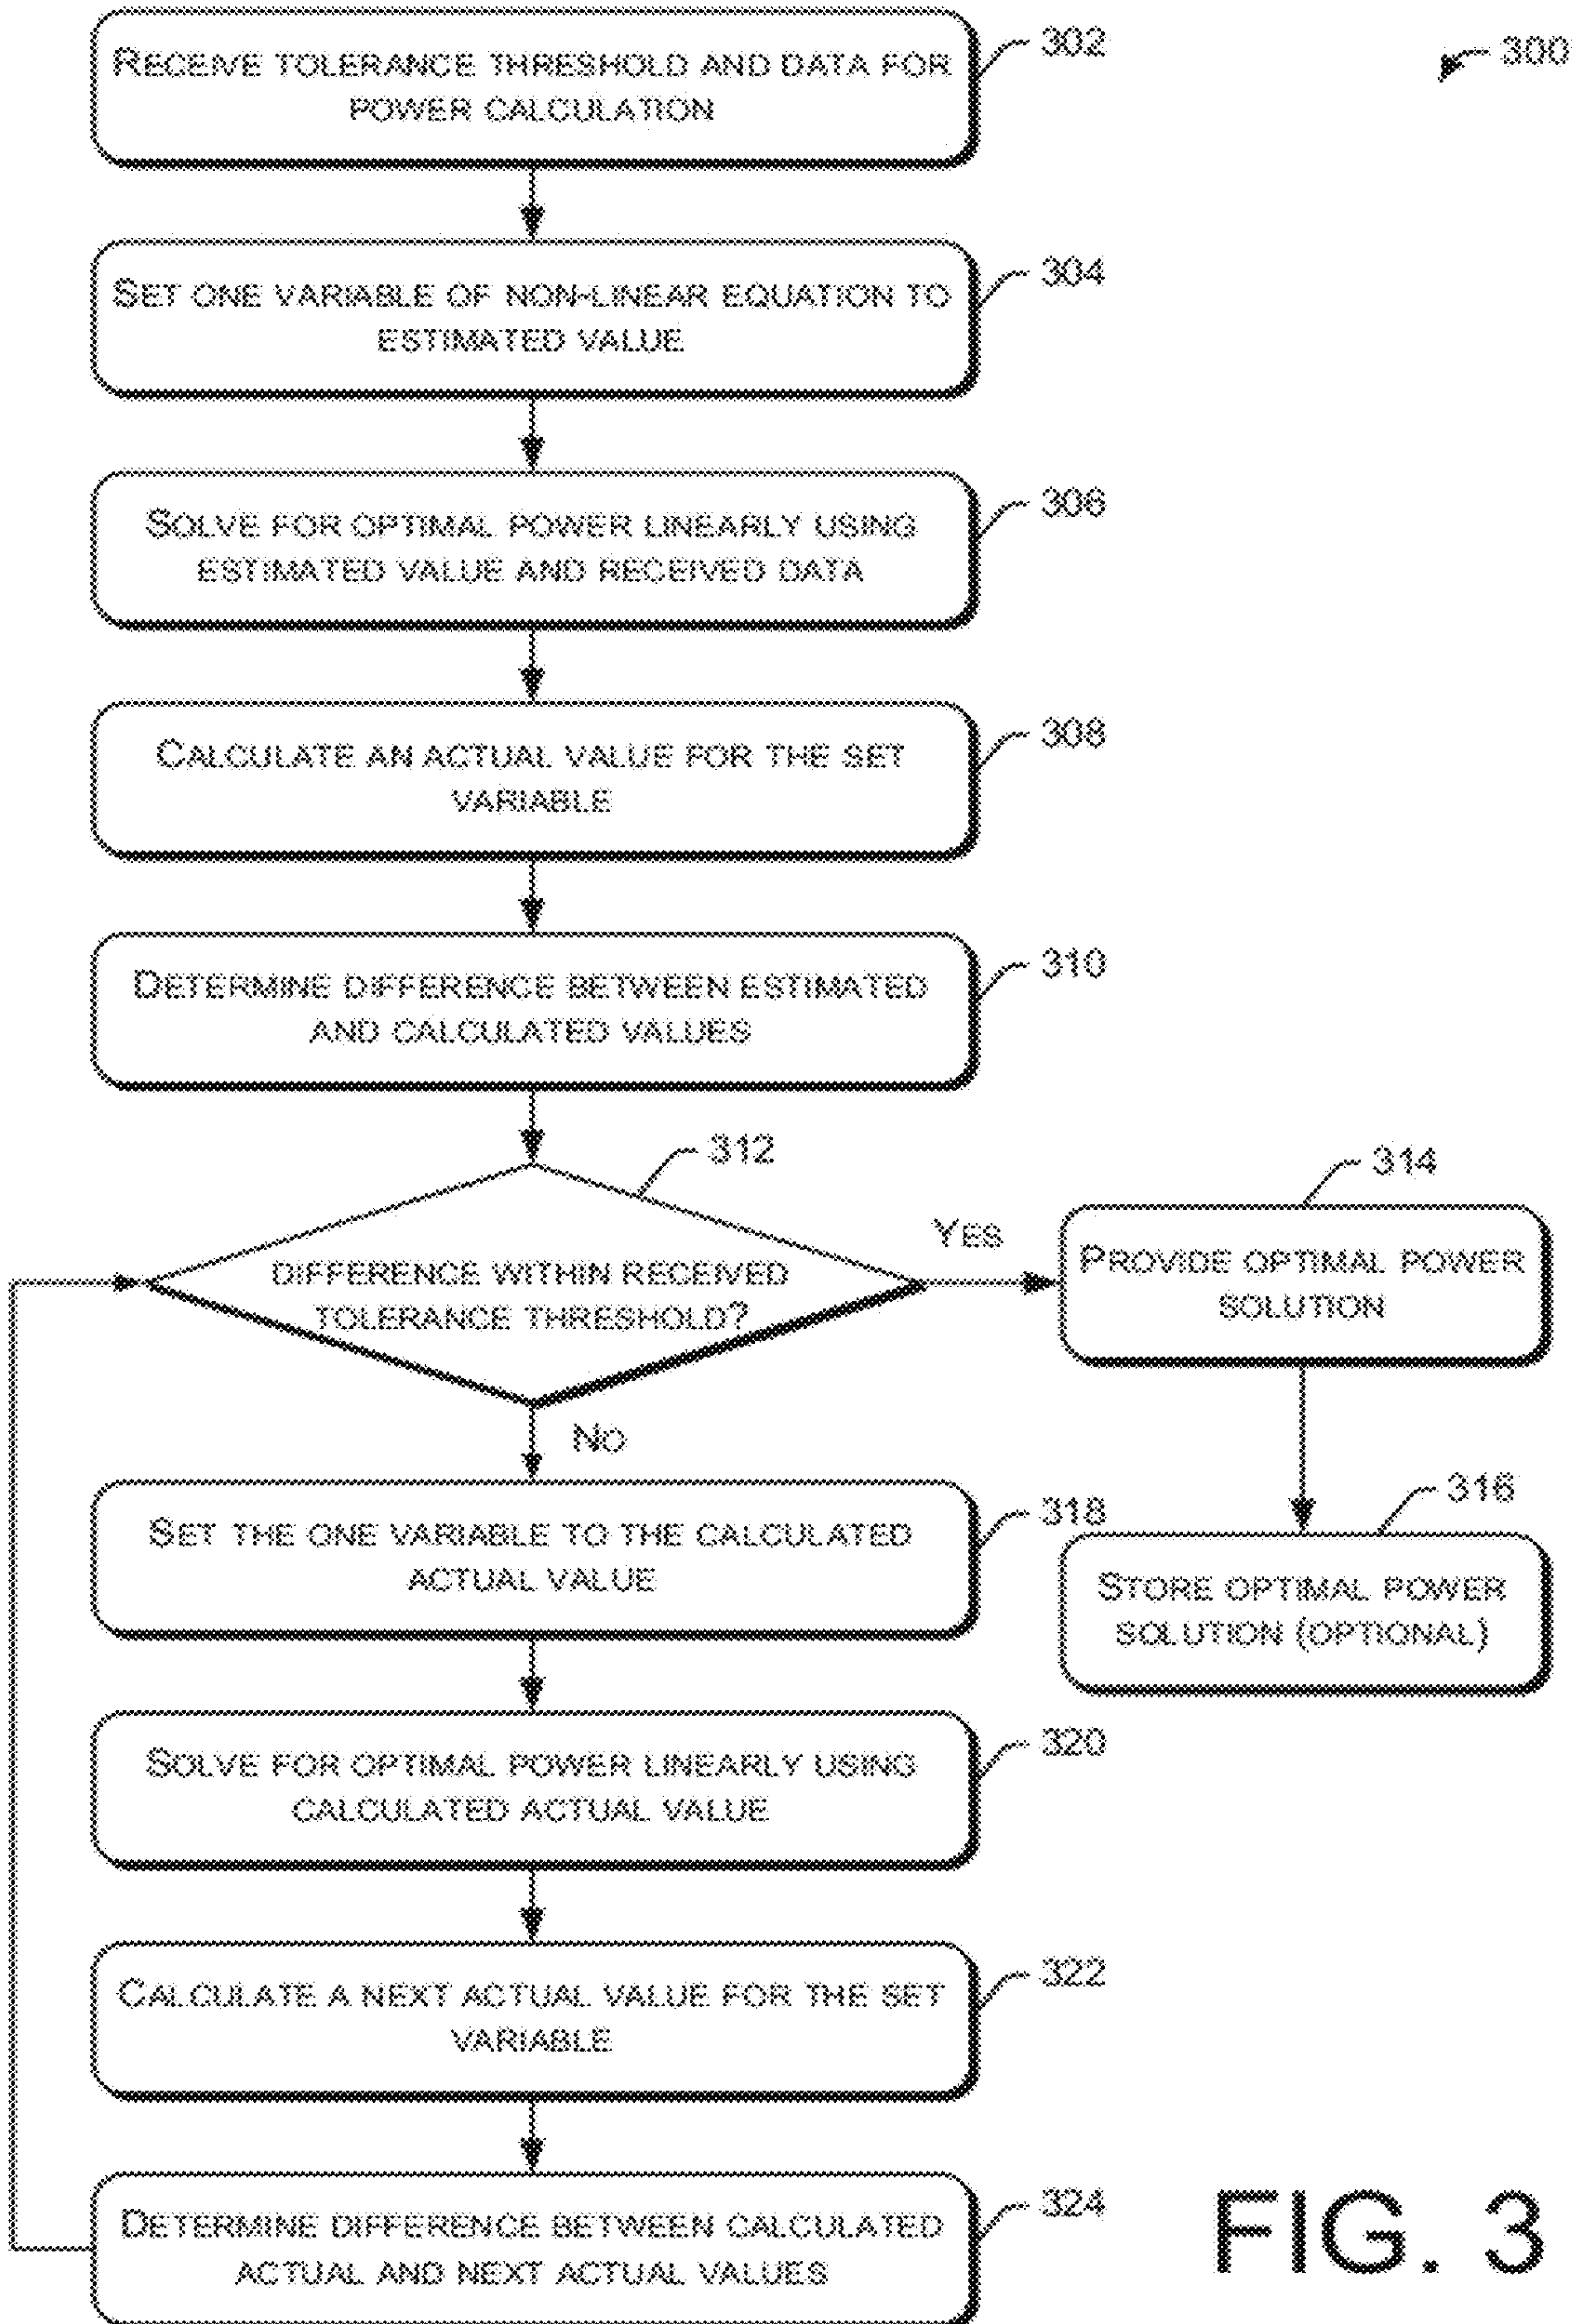 RECEIVE TOLERANCE THRESHOLD AND DATA FOR
POWER CALCULATION
302
300
SET ONE VARIABLE OF NON-LINEAR EQUATION TO
ESTIMATED VALUE
304
SOLVE FOR OPTIMAL POWER LINEARLY USING
ESTIMATED VALUE AND RECEIVED DATA
306
CALCULATE AN ACTUAL VALUE FOR THE SET
VARIABLE
308
DETERMINE DIFFERENCE BETWEEN ESTIMATED
AND CALCULATED VALUES
310
312
DIFFERENCE WITHIN RECEIVED
TOLERANCE THRESHOLD?
YES
314
PROVIDE OPTIMAL POWER
SOLUTION
NO
316
STORE OPTIMAL POWER
SOLUTION (OPTIONAL)
SET THE ONE VARIABLE TO THE CALCULATED
ACTUAL VALUE
318
SOLVE FOR OPTIMAL POWER LINEARLY USING
CALCULATED ACTUAL VALUE
320
CALCULATE A NEXT ACTUAL VALUE FOR THE SET
VARIABLE
322
DETERMINE DIFFERENCE BETWEEN CALCULATED
ACTUAL AND NEXT ACTUAL VALUES
324
FIG. 3